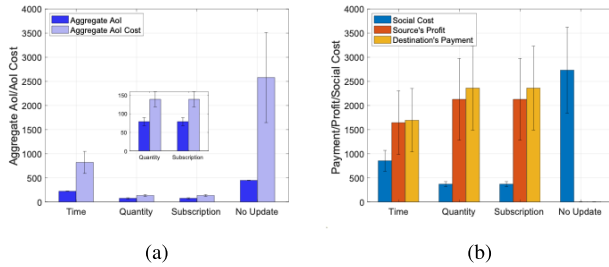 Aggregate AoI/AoI Cost
4000
3500
3000
2500
2000
1500
1000
500
0
Aggregate AoI
Aggregate AoI Cost
150
100
50
0
Quantity Subscription
Time Quantity Subscription No Update
(a)
Payment/Profit/Social Cost
4000
3500
3000
2500
2000
1500
1000
500
0
Social Cost
Source's Profit
Destination's Payment
Time Quantity Subscription No Update
(b)